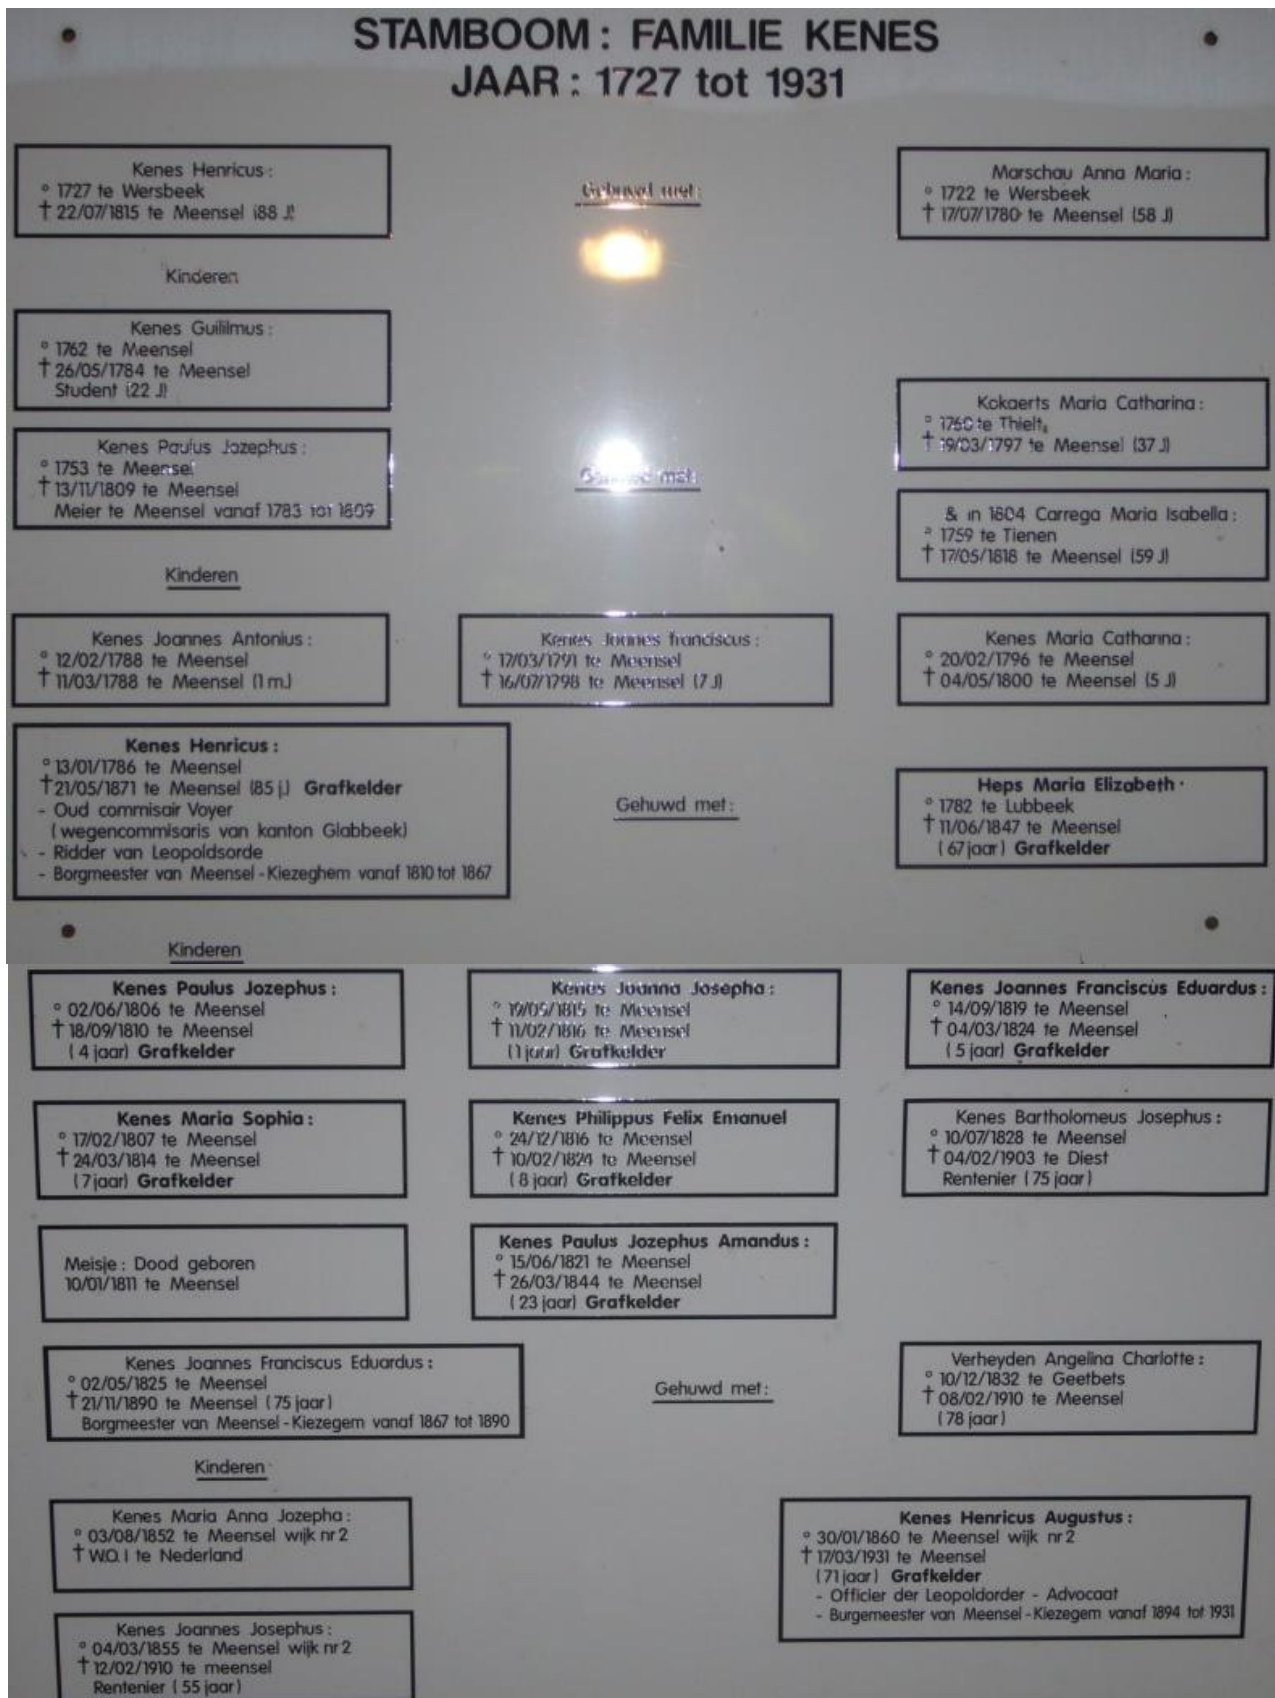 STAMBOOM : FAMILIE KENES
JAAR : 1727 tot 1931
Kenes Henricus :
° 1727 te Wersbeek
† 22/07/1815 te Meensel (88 J)
Gehuwd met :
Marschau Anna Maria :
° 1722 te Wersbeek
† 17/07/1780 te Meensel (58 J)
Kinderen
Kenes Guililmus :
° 1762 te Meensel
† 26/05/1784 te Meensel
Student (22 J)
Kokaerts Maria Catharina :
° 1760 te Thielt
† 19/03/1797 te Meensel (37 J)
Kenes Paulus Jozephus :
° 1753 te Meensel
† 13/11/1809 te Meensel
Meier te Meensel vanaf 1783 tot 1809
Gehuwd met :
& in 1804 Carrega Maria Isabella :
° 1759 te Tienen
† 17/05/1818 te Meensel (59 J)
Kinderen
Kenes Joannes Antonius :
° 12/02/1788 te Meensel
† 11/03/1788 te Meensel (1 m.)
Kenes Joannes franciscus :
° 17/03/1791 te Meensel
† 16/07/1798 te Meensel (7 J)
Kenes Maria Catharina :
° 20/02/1796 te Meensel
† 04/05/1800 te Meensel (5 J)
Kenes Henricus :
° 13/01/1786 te Meensel
† 21/05/1871 te Meensel (85 j.) Grafkelder
- Oud commisair Voyer
(wegencommisaris van kanton Glabbeek)
- Ridder van Leopoldsorde
- Borgmeester van Meensel - Kiezeghem vanaf 1810 tot 1867
Gehuwd met :
Heps Maria Elizabeth :
° 1782 te Lubbeek
† 11/06/1847 te Meensel
(67 jaar) Grafkelder
Kinderen
Kenes Paulus Jozephus :
° 02/06/1806 te Meensel
† 18/09/1810 te Meensel
(4 jaar) Grafkelder
Kenes Joanna Josepha :
° 19/05/1815 te Meensel
† 11/02/1816 te Meensel
(1 jaar) Grafkelder
Kenes Joannes Franciscus Eduardus :
° 14/09/1819 te Meensel
† 04/03/1824 te Meensel
(5 jaar) Grafkelder
Kenes Maria Sophia :
° 17/02/1807 te Meensel
† 24/03/1814 te Meensel
(7 jaar) Grafkelder
Kenes Philippus Felix Emanuel
° 24/12/1816 te Meensel
† 10/02/1824 te Meensel
(8 jaar) Grafkelder
Kenes Bartholomeus Josephus :
° 10/07/1828 te Meensel
† 04/02/1903 te Diest
Rentenier (75 jaar)
Meisje : Dood geboren
10/01/1811 te Meensel
Kenes Paulus Jozephus Amandus :
° 15/06/1821 te Meensel
† 26/03/1844 te Meensel
(23 jaar) Grafkelder
Kenes Joannes Franciscus Eduardus :
° 02/05/1825 te Meensel
† 21/11/1890 te Meensel (75 jaar)
Borgmeester van Meensel - Kiezegem vanaf 1867 tot 1890
Gehuwd met :
Verheyden Angelina Charlotte :
° 10/12/1832 te Geetbets
† 08/02/1910 te Meensel
(78 jaar)
Kinderen
Kenes Maria Anna Jozepha :
° 03/08/1852 te Meensel wijk nr 2
† W.O. I te Nederland
Kenes Henricus Augustus :
° 30/01/1860 te Meensel wijk nr 2
† 17/03/1931 te Meensel
(71 jaar) Grafkelder
- Officier der Leopoldorder - Advocaat
- Burgemeester van Meensel - Kiezegem vanaf 1894 tot 1931
Kenes Joannes Josephus :
° 04/03/1855 te Meensel wijk nr 2
† 12/02/1910 te meensel
Rentenier (55 jaar)